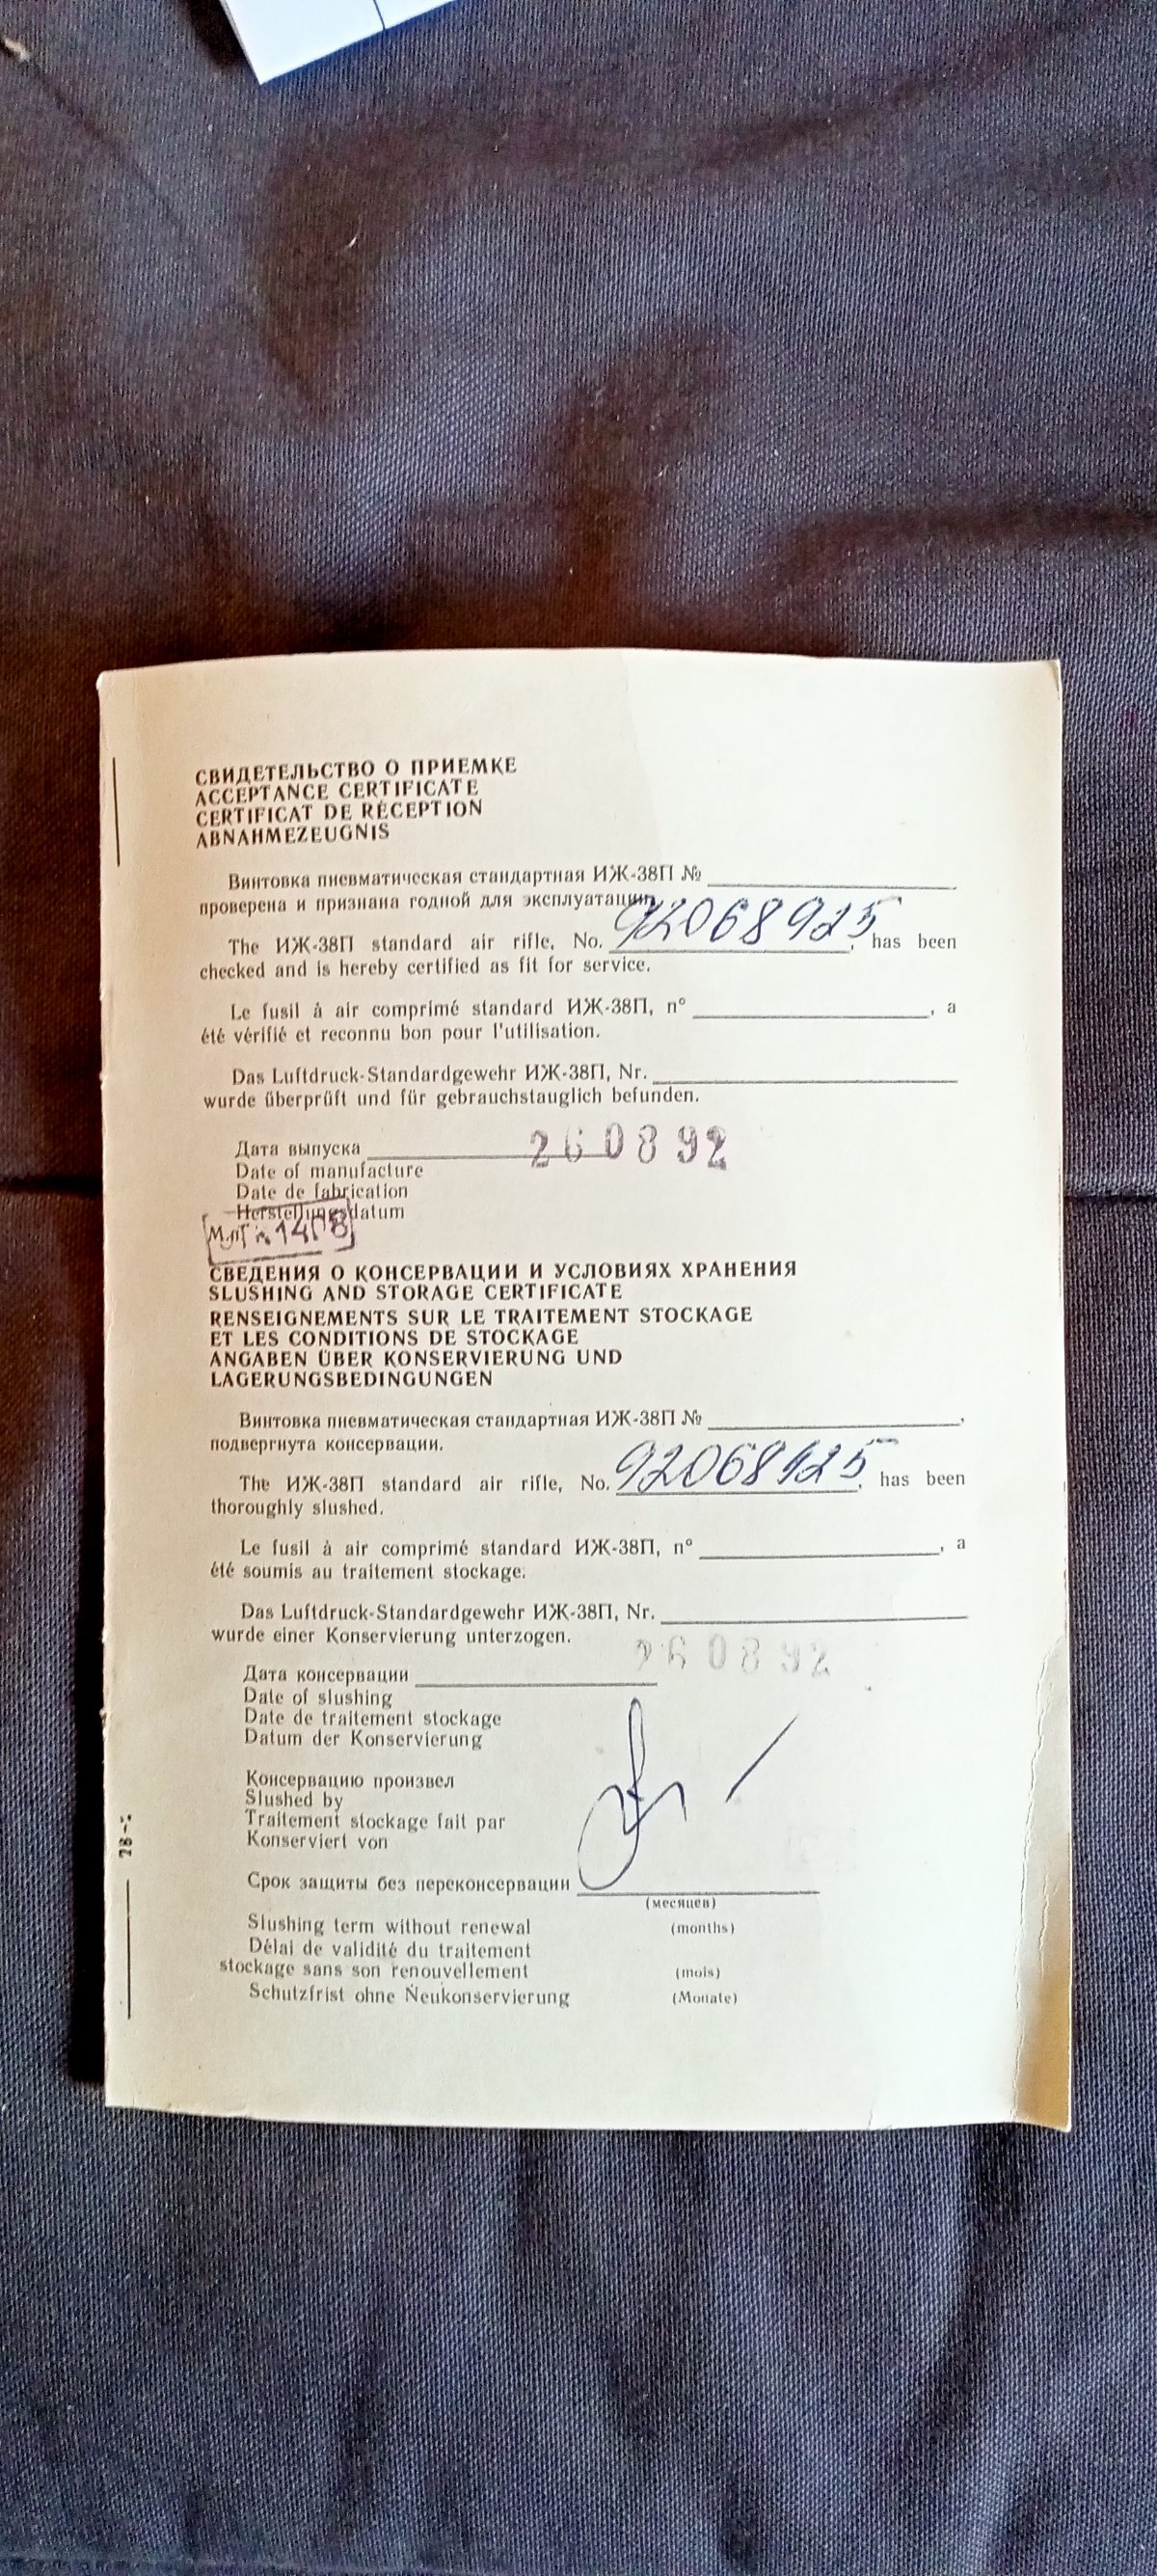 СВИДЕТЕЛЬСТВО О ПРИЕМКЕ
ACCEPTANCE CERTIFICATE
CERTIFICAT DE RÉCEPTION
ABNAHMEZEUGNIS
Винтовка пневматическая стандартная ИЖ-38П №
проверена и признана годной для эксплуатации.
The ИЖ-38П standard air rifle, No. 92068925, has been
checked and is hereby certified as fit for service.
Le fusil à air comprimé standard ИЖ-38П, n°, a
été vérifié et reconnu bon pour l'utilisation.
Das Luftdruck-Standardgewehr ИЖ-38П, Nr.
wurde überprüft und für gebrauchstauglich befunden.
Дата выпуска 26 08 92
Date of manufacture
Date de fabrication
Herstellungsdatum
СВЕДЕНИЯ О КОНСЕРВАЦИИ И УСЛОВИЯХ ХРАНЕНИЯ
SLUSHING AND STORAGE CERTIFICATE
RENSEIGNEMENTS SUR LE TRAITEMENT STOCKAGE
ET LES CONDITIONS DE STOCKAGE
ANGABEN ÜBER KONSERVIERUNG UND
LAGERUNGSBEDINGUNGEN
Винтовка пневматическая стандартная ИЖ-38П №,
подвергнута консервации.
The ИЖ-38П standard air rifle, No. 92068925, has been
thoroughly slushed.
Le fusil à air comprimé standard ИЖ-38П, n°, a
été soumis au traitement stockage.
Das Luftdruck-Standardgewehr ИЖ-38П, Nr.
wurde einer Konservierung unterzogen.
Дата консервации 26 08 92
Date of slushing
Date de traitement stockage
Datum der Konservierung
Консервацию произвел
Slushed by
Traitement stockage fait par
Konserviert von
Срок защиты без переконсервации
(месяцев)
Slushing term without renewal (months)
Délai de validité du traitement
stockage sans son renouvellement (mois)
Schutzfrist ohne Neukonservierung (Monate)